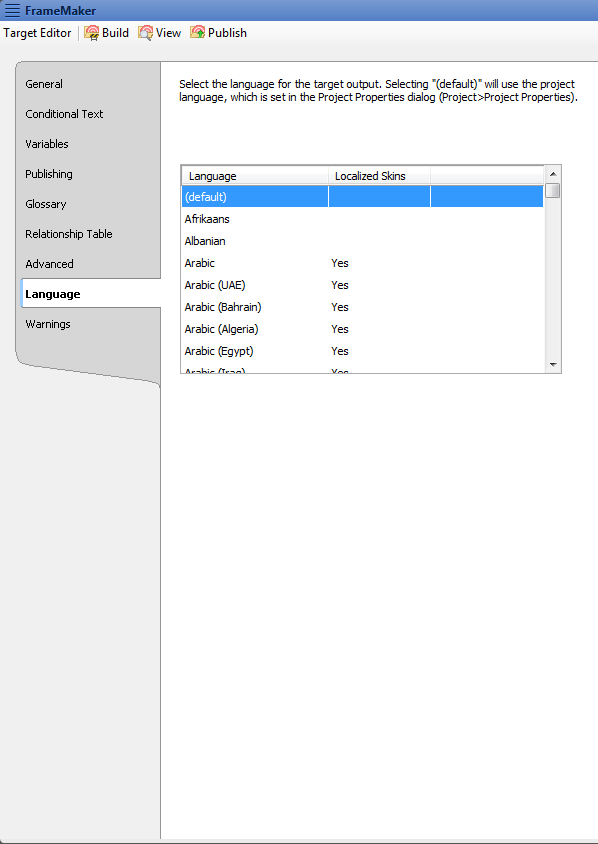 FrameMaker
Target Editor Build View Publish
General
Conditional Text
Variables
Publishing
Glossary
Relationship Table
Advanced
Language
Warnings
Select the language for the target output. Selecting "(default)" will use the project
language, which is set in the Project Properties dialog (Project>Project Properties).
Language Localized Skins
(default)
Afrikaans
Albanian
Arabic Yes
Arabic (UAE) Yes
Arabic (Bahrain) Yes
Arabic (Algeria) Yes
Arabic (Egypt) Yes
Arabic (Iraq) Yes